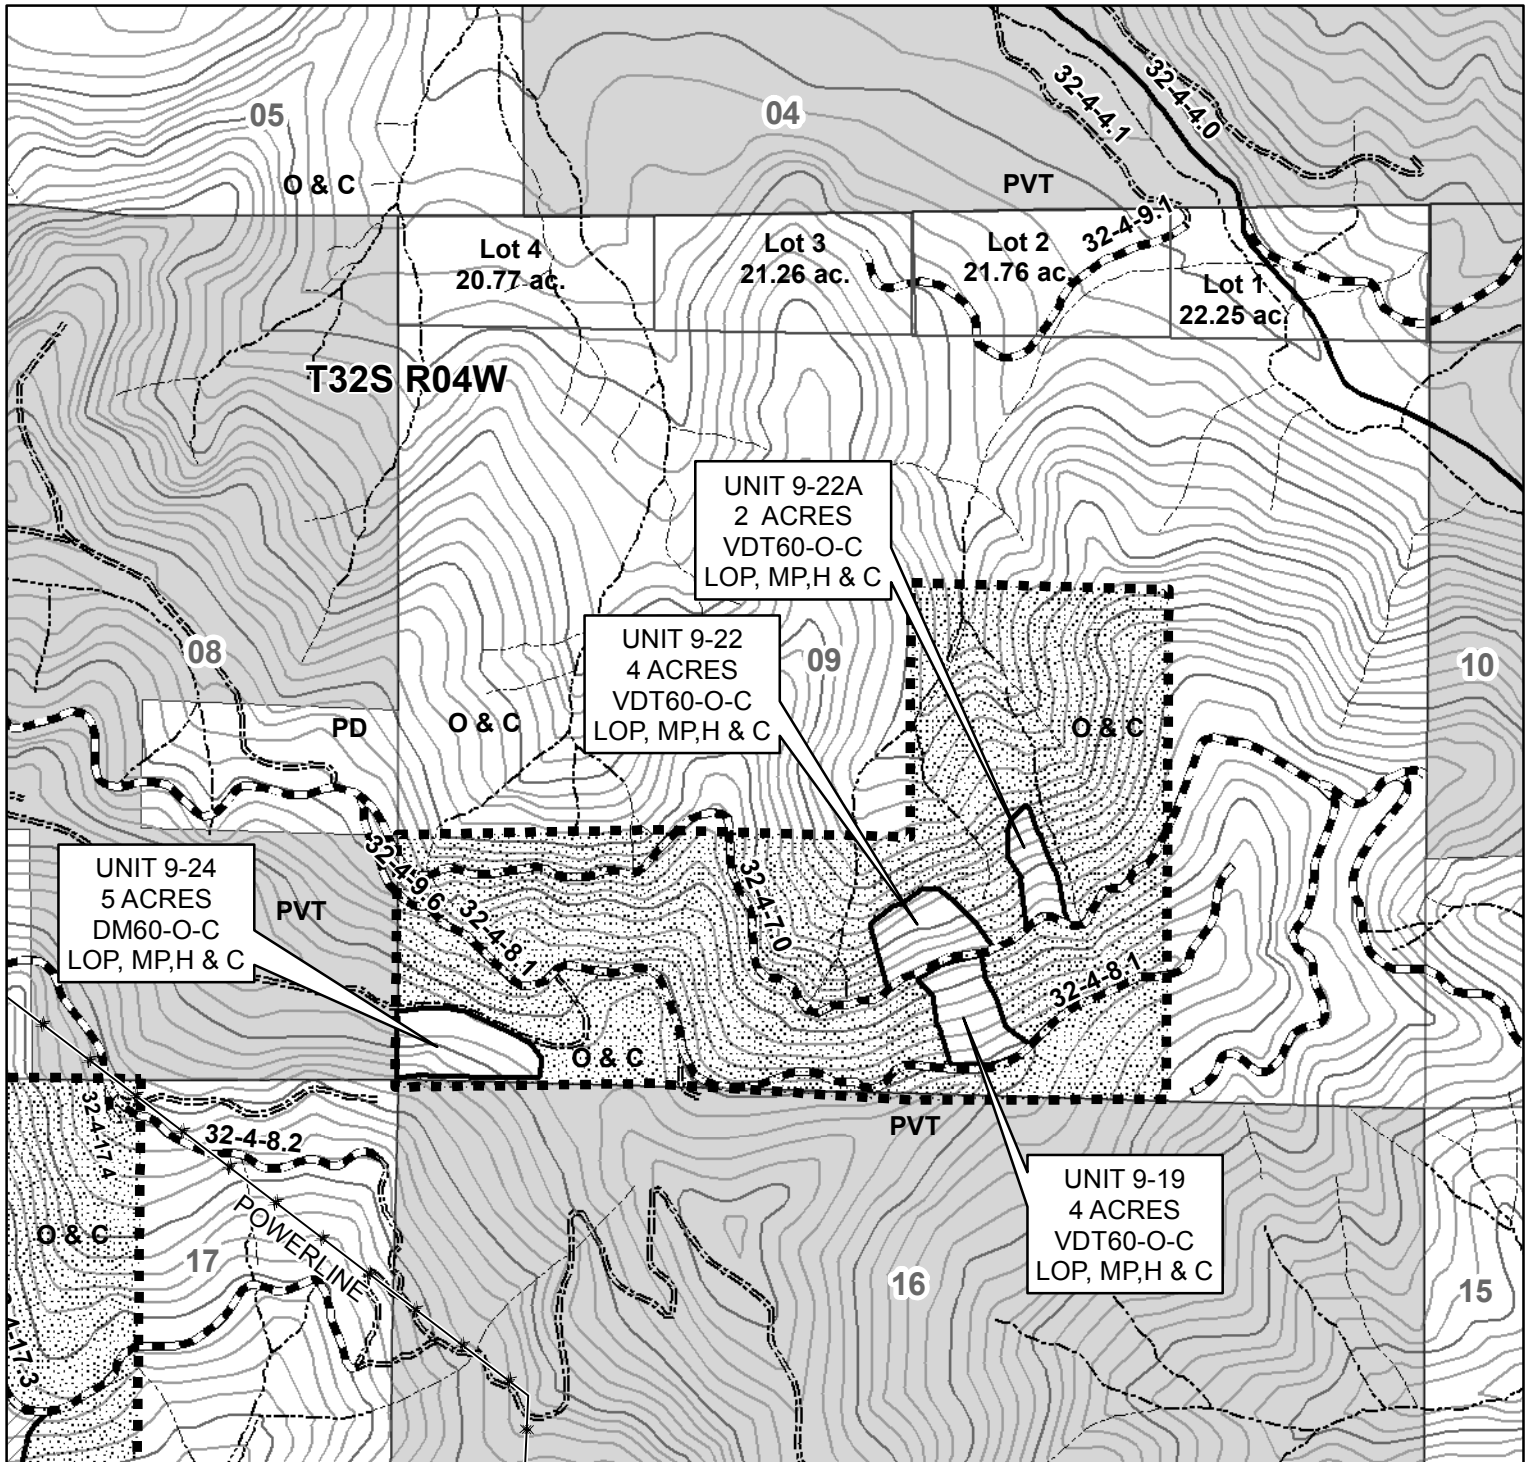 05
04
32-4-4.1
32-4-4.0
O & C
PVT
Lot 4
20.77 ac.
Lot 3
21.26 ac.
Lot 2
21.76 ac.
32-4-9.1
Lot 1
22.25 ac
T32S R04W
UNIT 9-22A
2 ACRES
VDT60-O-C
LOP, MP,H & C
UNIT 9-22
4 ACRES
VDT60-O-C
LOP, MP,H & C
08
09
10
PD
O & C
O & C
UNIT 9-24
5 ACRES
DM60-O-C
LOP, MP,H & C
PVT
32-4-9.6
32-4-8.1
32-4-7.0
32-4-8.1
O & C
PVT
32-4-17.4
32-4-8.2
POWERLINE
O & C
17
UNIT 9-19
4 ACRES
VDT60-O-C
LOP, MP,H & C
16
15
4-17.3